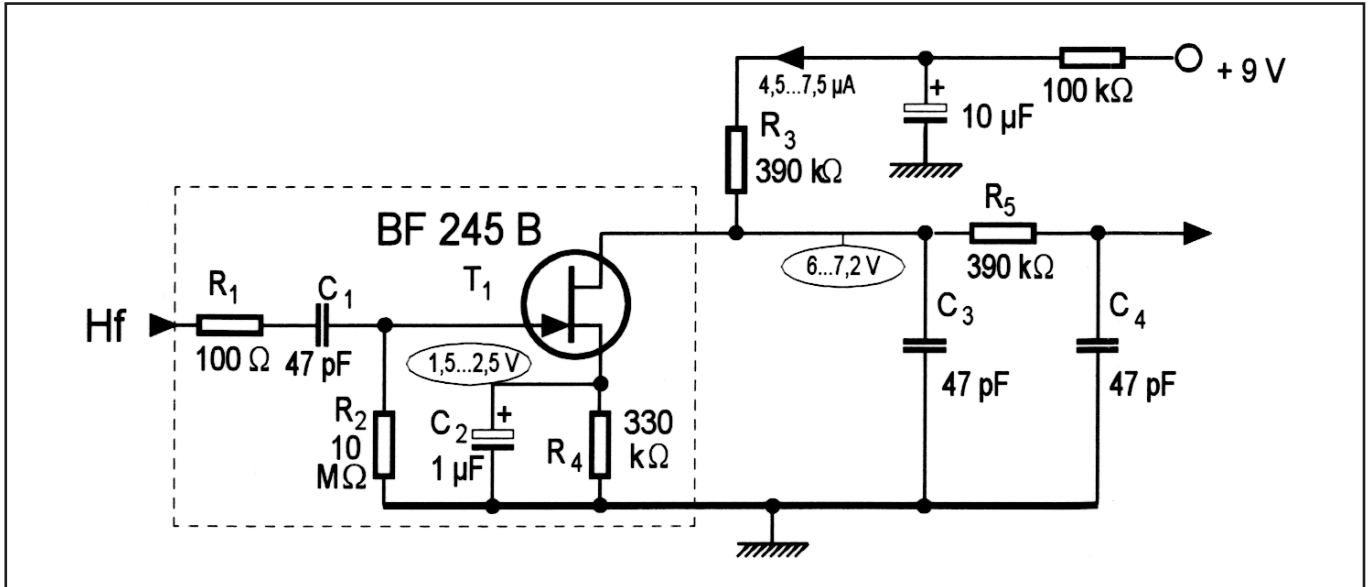 4,5...7,5 µA
+
10 µF
100 kΩ
+ 9 V
R3
390 kΩ
BF 245 B
T1
R5
390 kΩ
6...7,2 V
Hf
R1
100 Ω
C1
47 pF
1,5...2,5 V
C3
47 pF
C4
47 pF
R2
10
MΩ
C2
+
1 µF
R4
330
kΩ